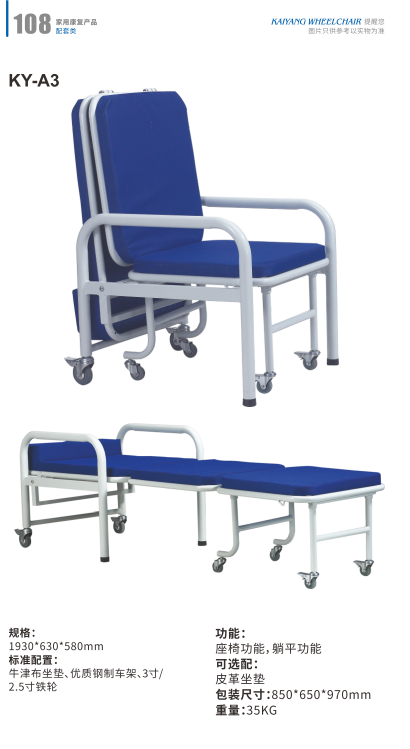 108 家用康复产品
配套类
KAIYANG WHEELCHAIR 提醒您
图片只供参考以实物为准
KY-A3
规格：
1930*630*580mm
标准配置：
牛津布坐垫、优质钢制车架、3寸/
2.5寸铁轮
功能：
座椅功能，躺平功能
可选配：
皮革坐垫
包装尺寸：850*650*970mm
重量：35KG